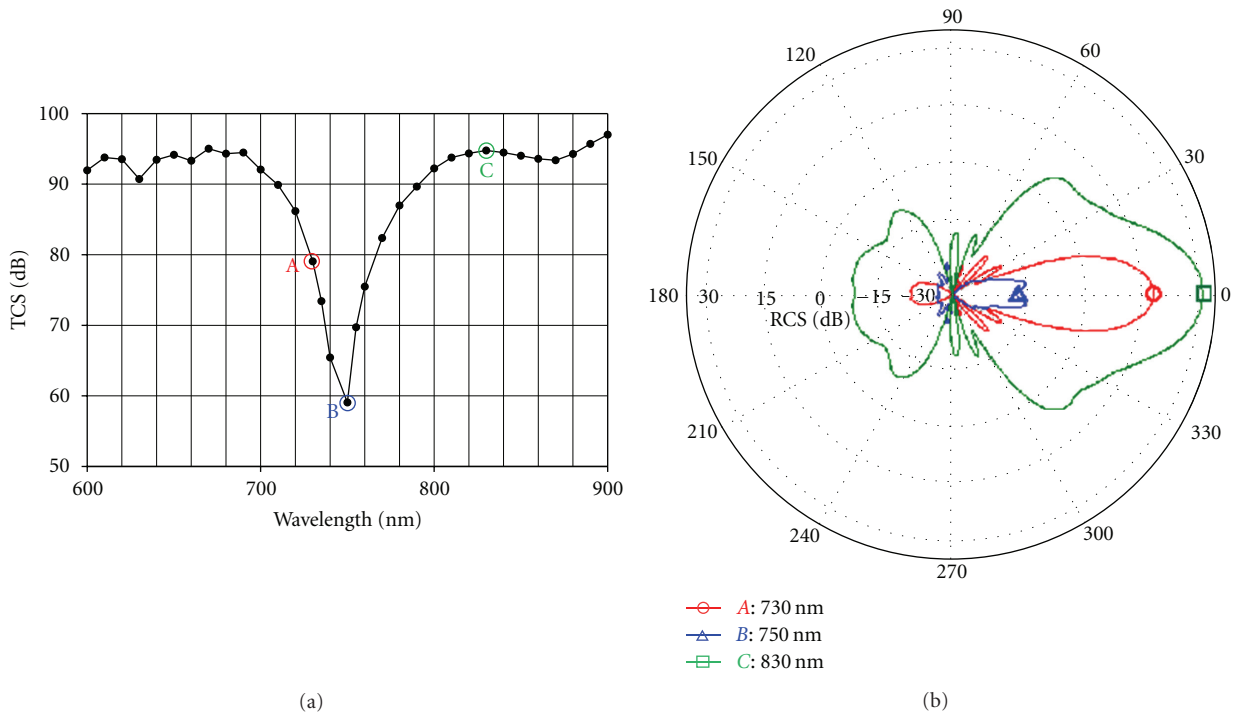 100
90
80
70
60
50
TCS (dB)
600
700
800
900
Wavelength (nm)
A
B
C
(a)
90
120
60
150
30
180
30
15
0
−15
−30
0
RCS (dB)
210
330
240
300
270
A: 730 nm
B: 750 nm
C: 830 nm
(b)